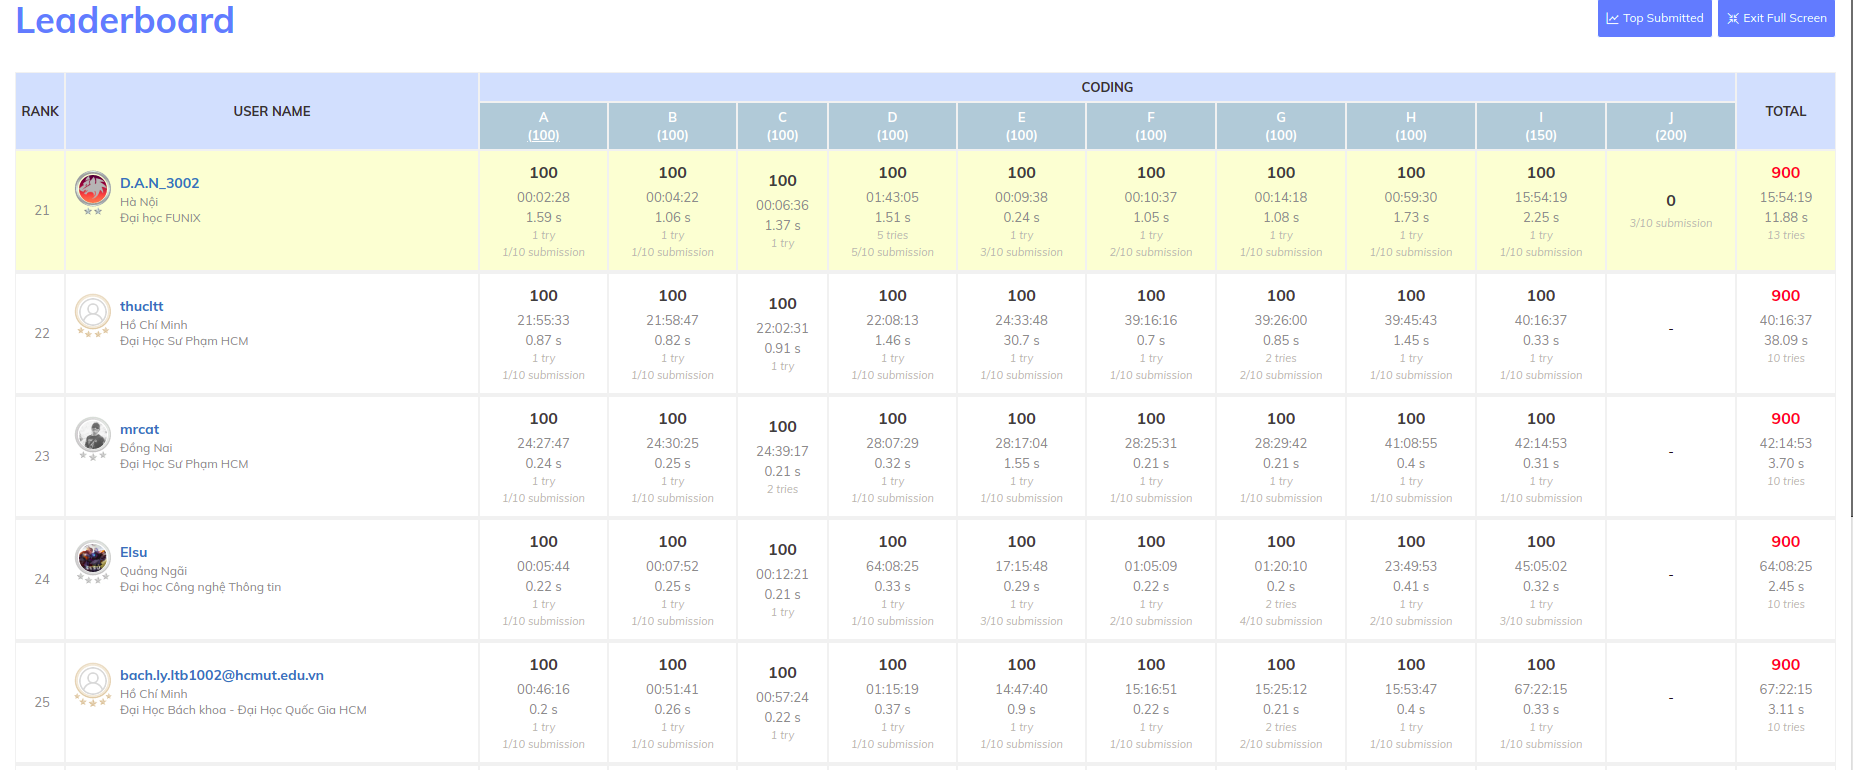 Leaderboard
Top Submitted
Exit Full Screen
RANK
USER NAME
CODING
TOTAL
A
(100)
B
(100)
C
(100)
D
(100)
E
(100)
F
(100)
G
(100)
H
(100)
I
(150)
J
(200)
21
D.A.N_3002
Hà Nội
Đại học FUNIX
100
00:02:28
1.59 s
1 try
1/10 submission
100
00:04:22
1.06 s
1 try
1/10 submission
100
00:06:36
1.37 s
1 try
100
01:43:05
1.51 s
5 tries
5/10 submission
100
00:09:38
0.24 s
1 try
3/10 submission
100
00:10:37
1.05 s
1 try
2/10 submission
100
00:14:18
1.08 s
1 try
1/10 submission
100
00:59:30
1.73 s
1 try
1/10 submission
100
15:54:19
2.25 s
1 try
1/10 submission
0
3/10 submission
900
15:54:19
11.88 s
13 tries
22
thucltt
Hồ Chí Minh
Đại Học Sư Phạm HCM
100
21:55:33
0.87 s
1 try
1/10 submission
100
21:58:47
0.82 s
1 try
1/10 submission
100
22:02:31
0.91 s
1 try
100
22:08:13
1.46 s
1 try
1/10 submission
100
24:33:48
30.7 s
1 try
1/10 submission
100
39:16:16
0.7 s
1 try
1/10 submission
100
39:26:00
0.85 s
2 tries
2/10 submission
100
39:45:43
1.45 s
1 try
1/10 submission
100
40:16:37
0.33 s
1 try
1/10 submission
-
900
40:16:37
38.09 s
10 tries
23
mrcat
Đồng Nai
Đại Học Sư Phạm HCM
100
24:27:47
0.24 s
1 try
1/10 submission
100
24:30:25
0.25 s
1 try
1/10 submission
100
24:39:17
0.21 s
2 tries
100
28:07:29
0.32 s
1 try
1/10 submission
100
28:17:04
1.55 s
1 try
1/10 submission
100
28:25:31
0.21 s
1 try
1/10 submission
100
28:29:42
0.21 s
1 try
1/10 submission
100
41:08:55
0.4 s
1 try
1/10 submission
100
42:14:53
0.31 s
1 try
1/10 submission
-
900
42:14:53
3.70 s
10 tries
24
Elsu
Quảng Ngãi
Đại học Công nghệ Thông tin
100
00:05:44
0.22 s
1 try
1/10 submission
100
00:07:52
0.25 s
1 try
1/10 submission
100
00:12:21
0.21 s
1 try
100
64:08:25
0.33 s
1 try
1/10 submission
100
17:15:48
0.29 s
1 try
3/10 submission
100
01:05:09
0.22 s
1 try
2/10 submission
100
01:20:10
0.2 s
2 tries
4/10 submission
100
23:49:53
0.41 s
1 try
2/10 submission
100
45:05:02
0.32 s
1 try
3/10 submission
-
900
64:08:25
2.45 s
10 tries
25
bach.ly.ltb1002@hcmut.edu.vn
Hồ Chí Minh
Đại Học Bách khoa - Đại Học Quốc Gia HCM
100
00:46:16
0.2 s
1 try
1/10 submission
100
00:51:41
0.26 s
1 try
1/10 submission
100
00:57:24
0.22 s
1 try
100
01:15:19
0.37 s
1 try
1/10 submission
100
14:47:40
0.9 s
1 try
1/10 submission
100
15:16:51
0.22 s
1 try
1/10 submission
100
15:25:12
0.21 s
2 tries
2/10 submission
100
15:53:47
0.4 s
1 try
1/10 submission
100
67:22:15
0.33 s
1 try
1/10 submission
-
900
67:22:15
3.11 s
10 tries